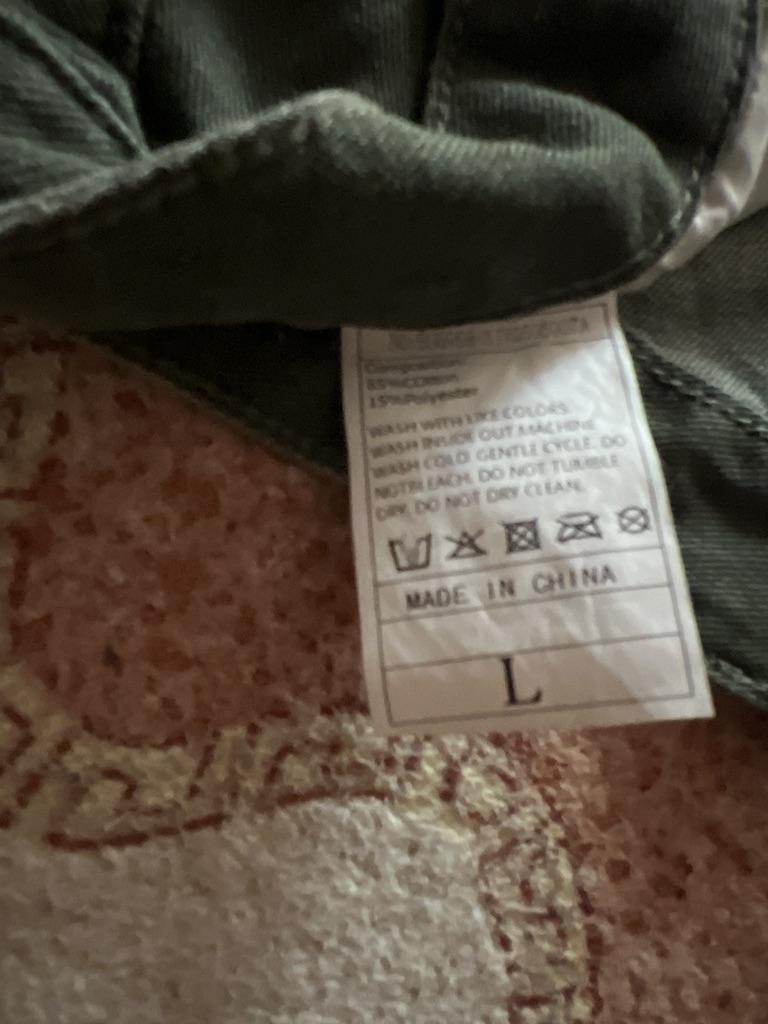 Composition:
85%Cotton
15%Polyester
WASH WITH LIKE COLORS.
WASH INSIDE OUT MACHINE
WASH COLD GENTLE CYCLE. DO
NOTBLEACH. DO NOT TUMBLE
DRY. DO NOT DRY CLEAN.
MADE IN CHINA
L